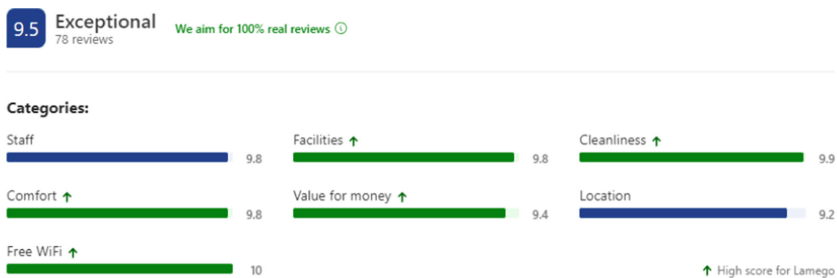 9.5 Exceptional
78 reviews
We aim for 100% real reviews
Categories:
Staff 9.8
Facilities ↑ 9.8
Cleanliness ↑ 9.9
Comfort ↑ 9.8
Value for money ↑ 9.4
Location 9.2
Free WiFi ↑ 10
↑ High score for Lamego